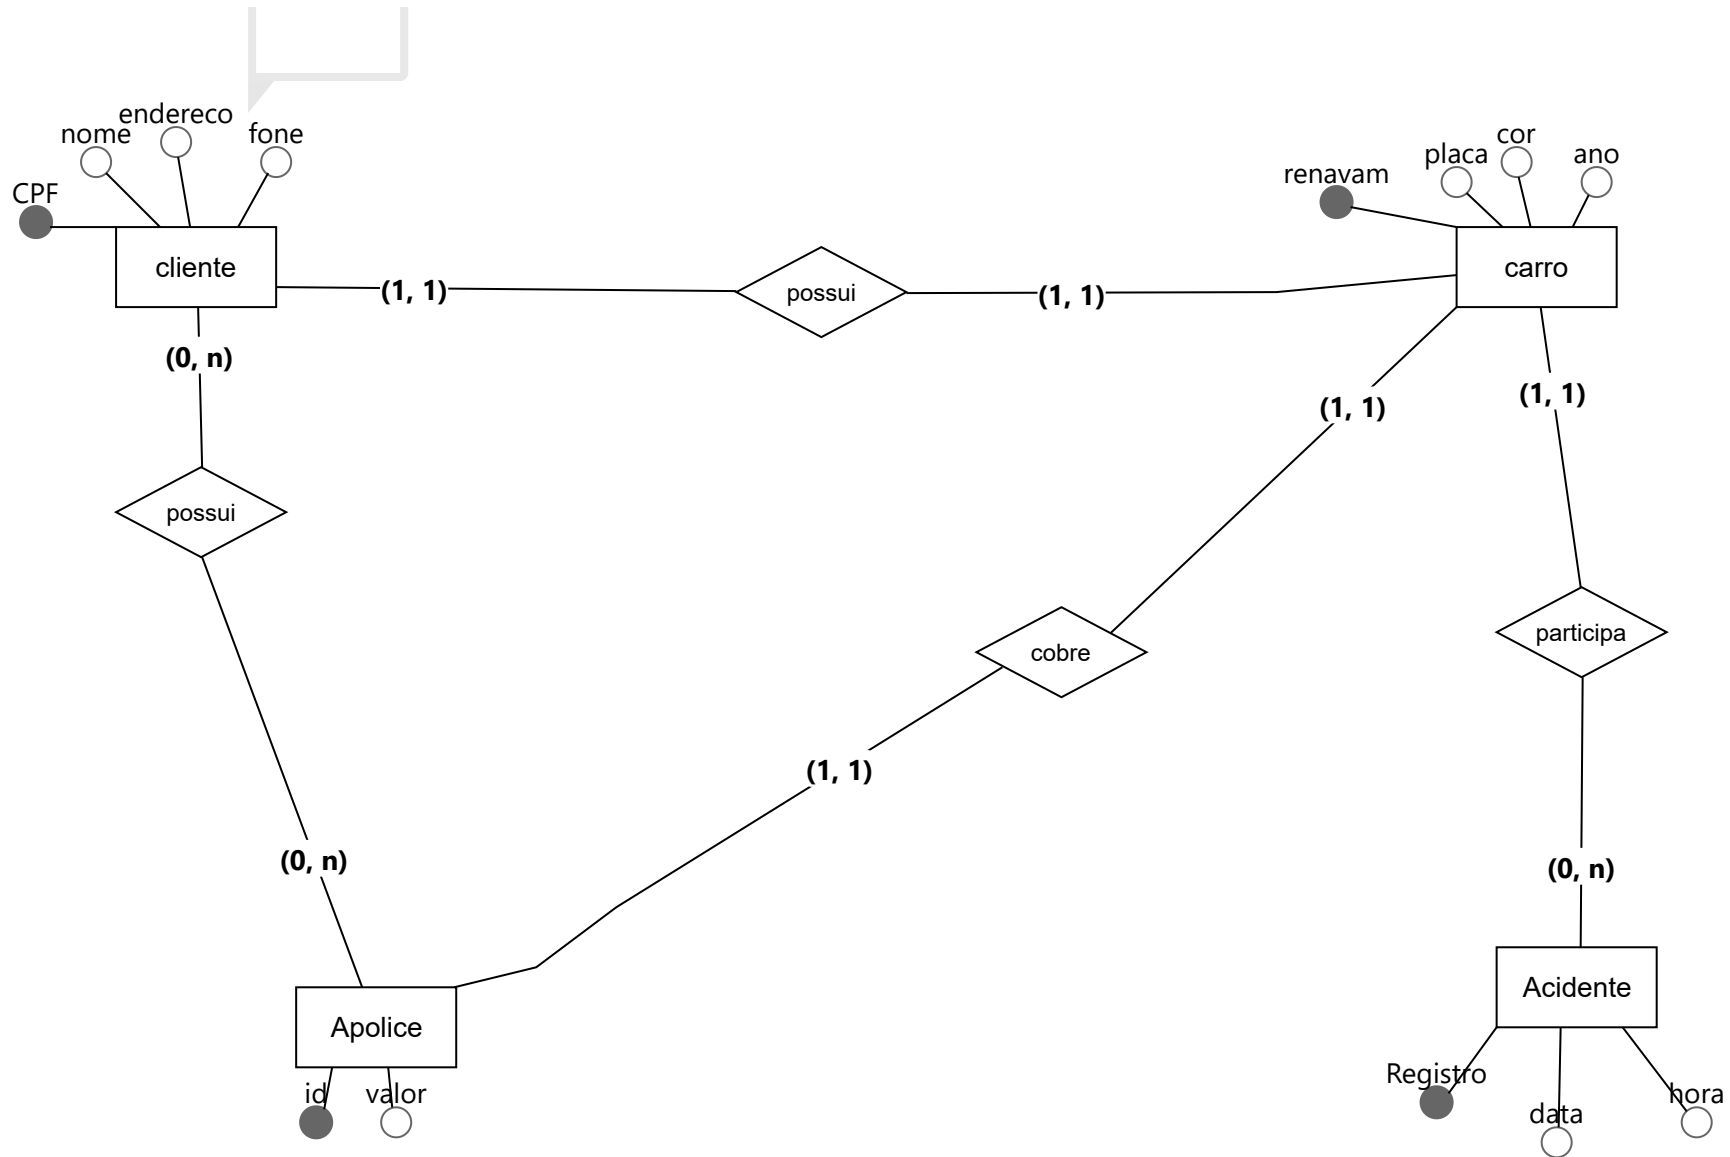 endereco
nome
fone
CPF
cliente
cor
placa
ano
renavam
carro
(1, 1)
possui
(1, 1)
(0, n)
(1, 1)
(1, 1)
possui
cobre
participa
(1, 1)
(0, n)
(0, n)
Apolice
id
valor
Acidente
Registro
data
hora